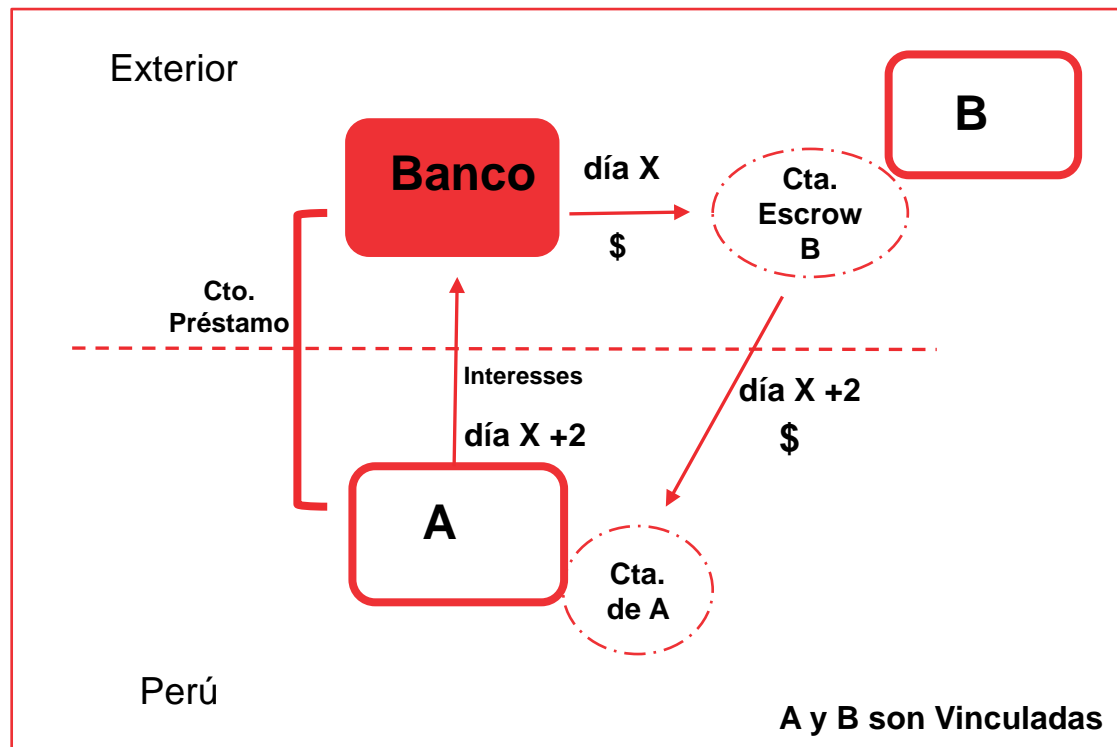 Exterior
B
Banco
día X
$
Cta.
Escrow
B
Cto.
Préstamo
Interesses
día X +2
día X +2
$
A
Cta.
de A
Perú
A y B son Vinculadas